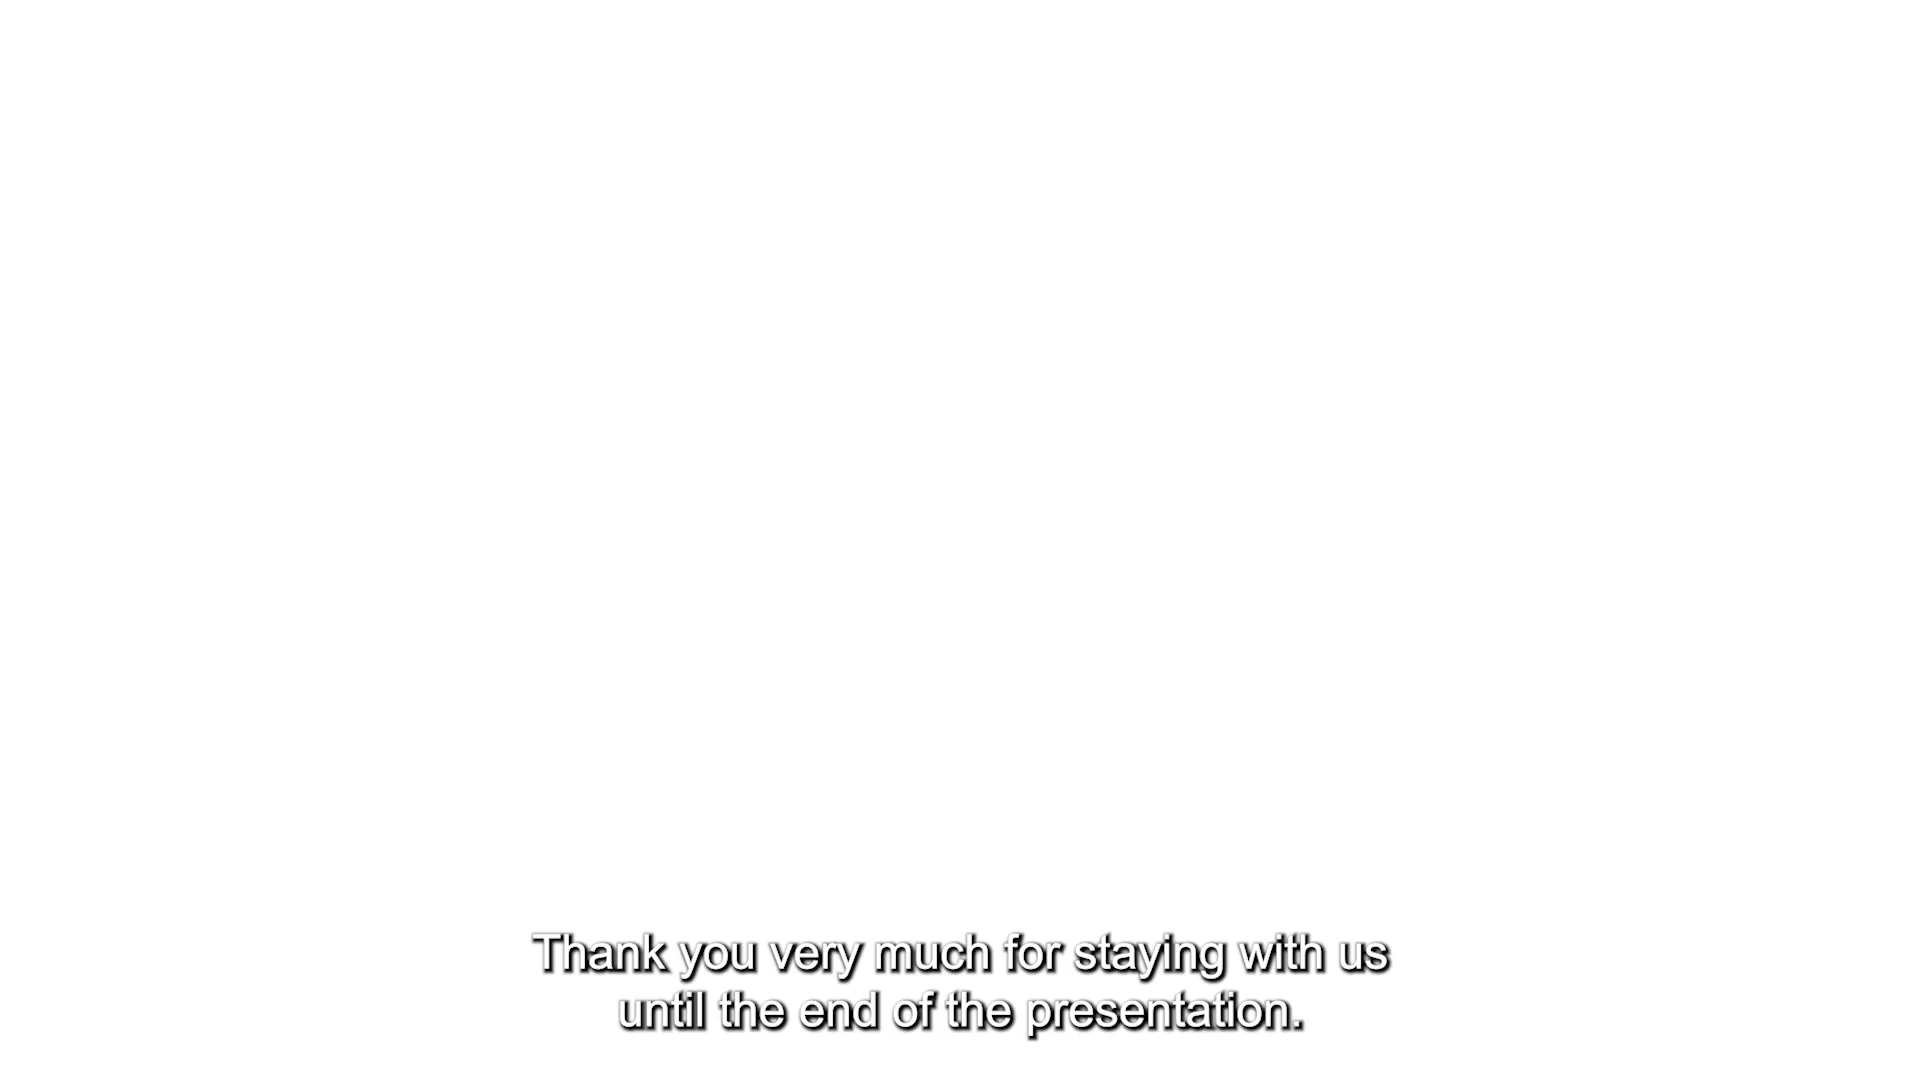 Thank you very much for staying with us
until the end of the presentation.